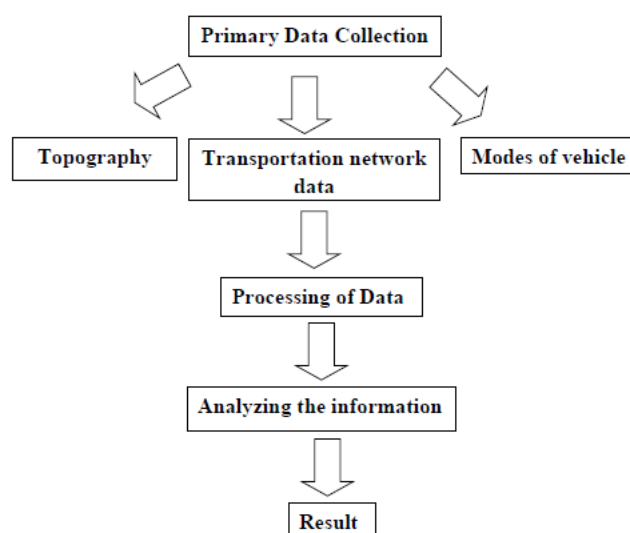 Primary Data Collection
Topography
Transportation network
data
Modes of vehicle
Processing of Data
Analyzing the information
Result